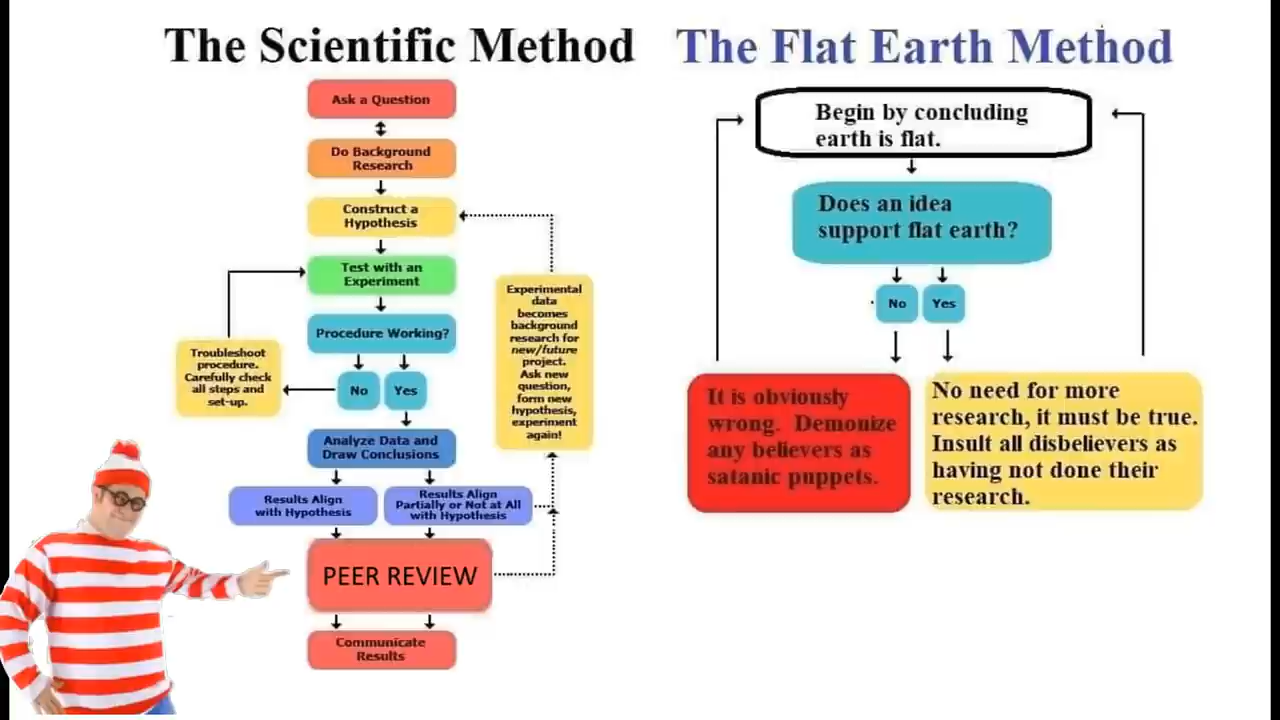 The Scientific Method
Ask a Question
Do Background
Research
Construct a
Hypothesis
Test with an
Experiment
Procedure Working?
No
Yes
Troubleshoot
procedure.
Carefully check
all steps and
set-up.
Experimental
data
becomes
background
research for
new/future
project.
Ask new
question,
form new
hypothesis,
experiment
again!
Analyze Data and
Draw Conclusions
Results Align
with Hypothesis
Results Align
Partially or Not at All
with Hypothesis
PEER REVIEW
Communicate
Results
The Flat Earth Method
Begin by concluding
earth is flat.
Does an idea
support flat earth?
No
Yes
It is obviously
wrong. Demonize
any believers as
satanic puppets.
No need for more
research, it must be true.
Insult all disbelievers as
having not done their
research.